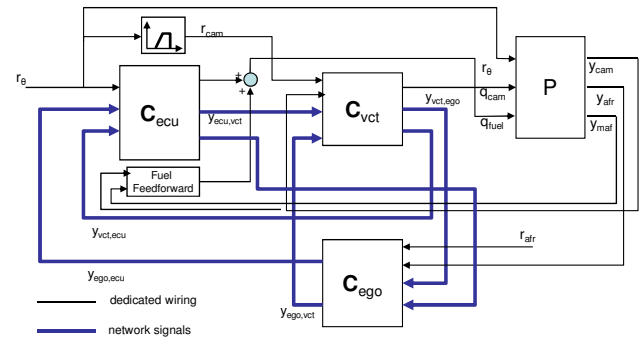 r_cam
r_θ
+
+
C_ecu
y_ecu,vct
C_vct
y_vct,ego
r_θ
q_cam
q_fuel
P
y_cam
y_afr
y_maf
Fuel
Feedforward
y_vct,ecu
r_afr
y_ego,ecu
C_ego
y_ego,vct
dedicated wiring
network signals